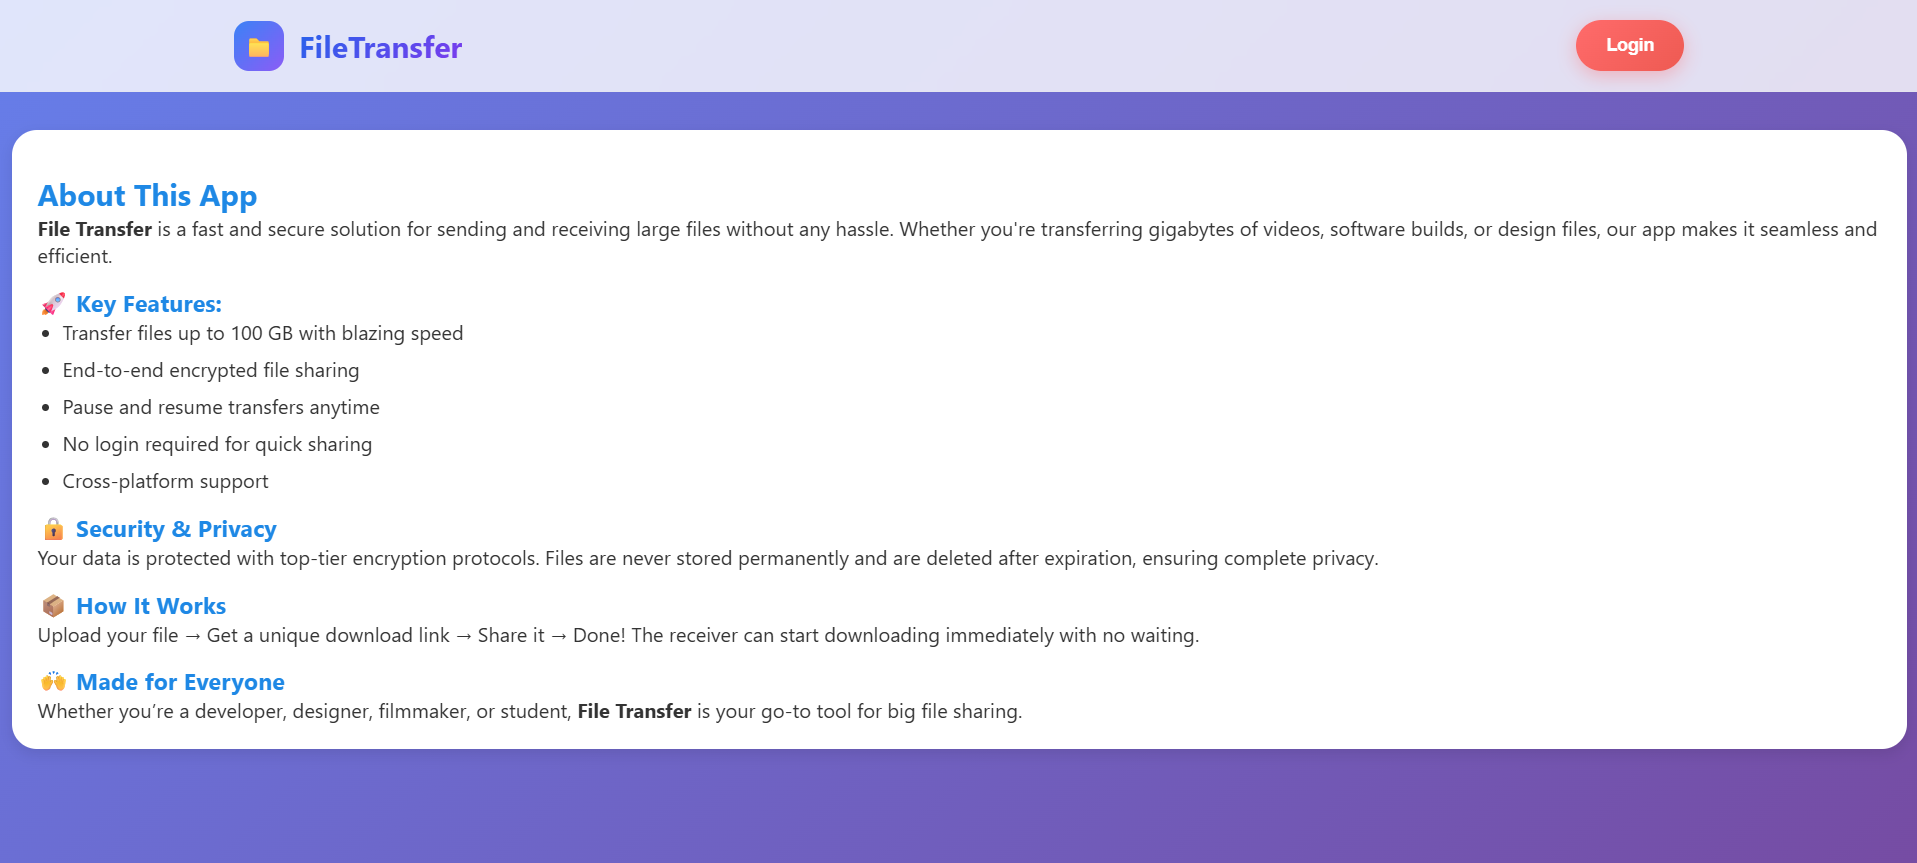 FileTransfer
Login
About This App
File Transfer is a fast and secure solution for sending and receiving large files without any hassle. Whether you're transferring gigabytes of videos, software builds, or design files, our app makes it seamless and
efficient.
🚀 Key Features:
• Transfer files up to 100 GB with blazing speed
• End-to-end encrypted file sharing
• Pause and resume transfers anytime
• No login required for quick sharing
• Cross-platform support
🔒 Security & Privacy
Your data is protected with top-tier encryption protocols. Files are never stored permanently and are deleted after expiration, ensuring complete privacy.
📦 How It Works
Upload your file → Get a unique download link → Share it → Done! The receiver can start downloading immediately with no waiting.
🙌 Made for Everyone
Whether you’re a developer, designer, filmmaker, or student, File Transfer is your go-to tool for big file sharing.